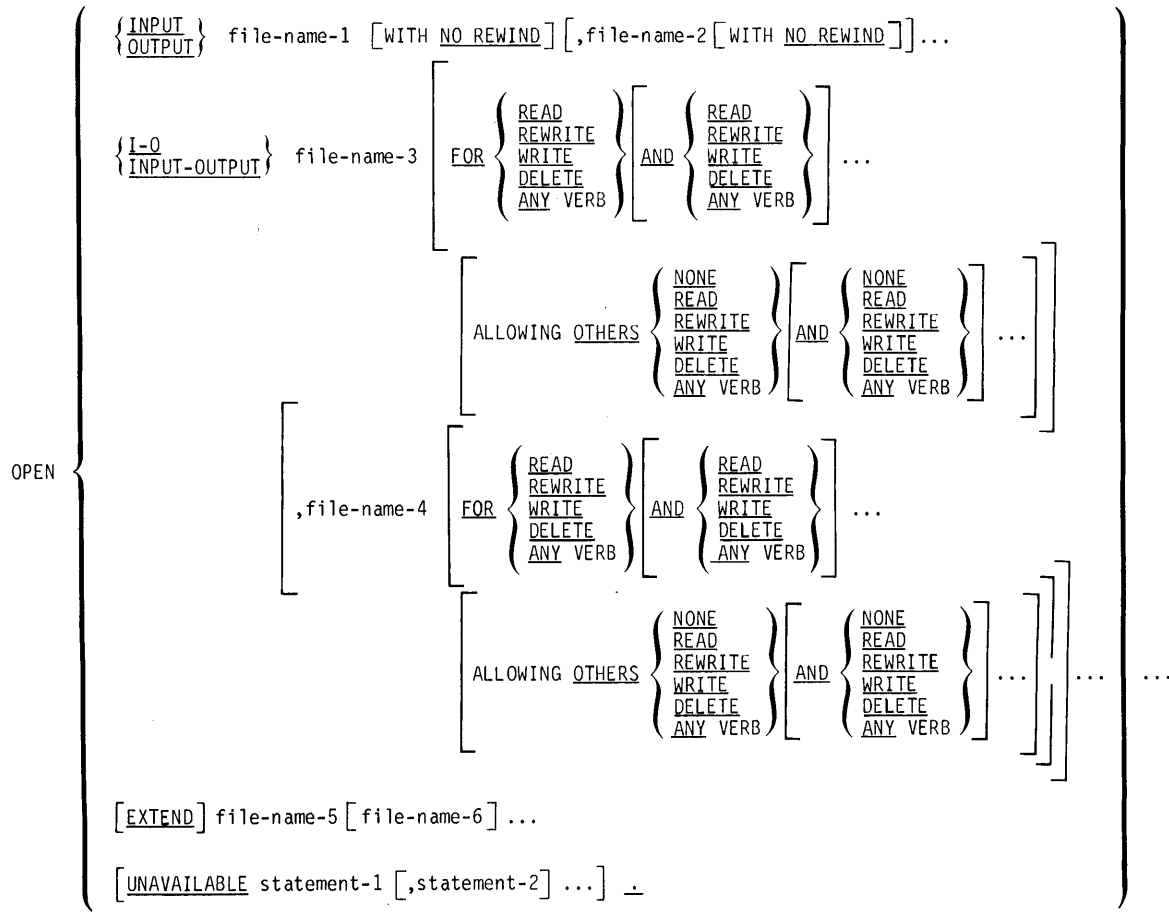 {INPUT OUTPUT} file-name-1 [WITH NO REWIND] [,file-name-2 [WITH NO REWIND]]...
{I-O INPUT-OUTPUT} file-name-3 [FOR {READ REWRITE WRITE DELETE ANY VERB} [AND {READ REWRITE WRITE DELETE ANY VERB}] ...
[ALLOWING OTHERS {NONE READ REWRITE WRITE DELETE ANY VERB} [AND {NONE READ REWRITE WRITE DELETE ANY VERB}] ...]]
OPEN
[,file-name-4 [FOR {READ REWRITE WRITE DELETE ANY VERB} [AND {READ REWRITE WRITE DELETE ANY VERB}] ...
[ALLOWING OTHERS {NONE READ REWRITE WRITE DELETE ANY VERB} [AND {NONE READ REWRITE WRITE DELETE ANY VERB}] ...]]] ... ...
[EXTEND] file-name-5 [file-name-6] ...
[UNAVAILABLE statement-1 [,statement-2] ...] .